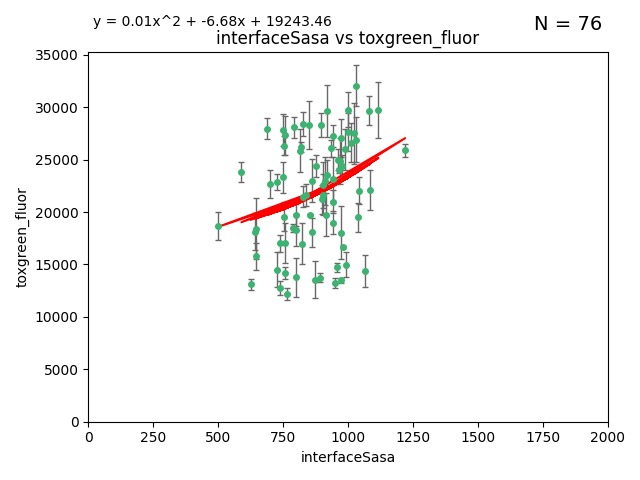 y = 0.01x^2 + -6.68x + 19243.46
N = 76
interfaceSasa vs toxgreen_fluor
35000
30000
25000
20000
15000
10000
5000
0
toxgreen_fluor
0 250 500 750 1000 1250 1500 1750 2000
interfaceSasa